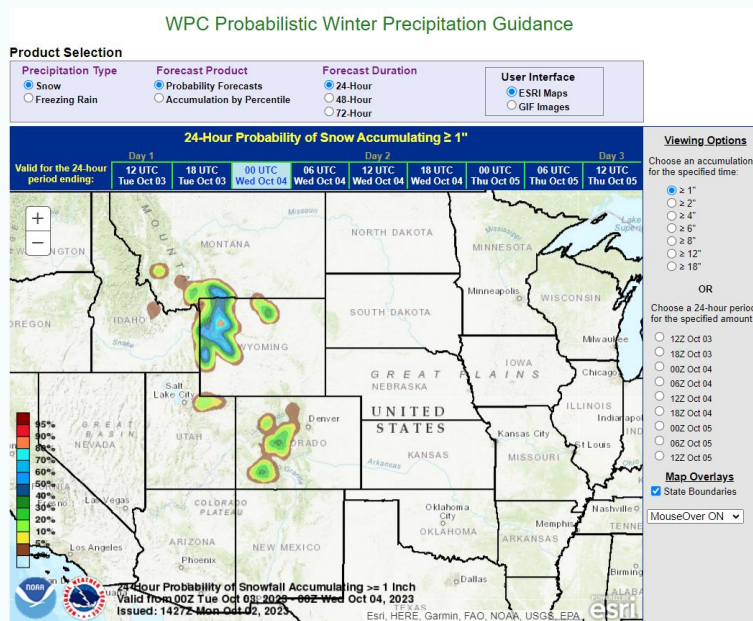 WPC Probabilistic Winter Precipitation Guidance
Product Selection
Precipitation Type
Snow
Freezing Rain
Forecast Product
Probability Forecasts
Accumulation by Percentile
Forecast Duration
24-Hour
48-Hour
72-Hour
User Interface
ESRI Maps
GIF Images
24-Hour Probability of Snow Accumulating ≥ 1"
Day 1 Day 2 Day 3
Valid for the 24-hour period ending:
12 UTC Tue Oct 03
18 UTC Tue Oct 03
00 UTC Wed Oct 04
06 UTC Wed Oct 04
12 UTC Wed Oct 04
18 UTC Wed Oct 04
00 UTC Thu Oct 05
06 UTC Thu Oct 05
12 UTC Thu Oct 05
+
−
Missouri
MONTANA
NORTH DAKOTA
Mississippi
MINNESOTA
Lake
Minneapolis
WISCONSIN
OREGON
IDAHO
SOUTH DAKOTA
Snake
WYOMING
Milwaukee
IOWA
Chicago
GREAT PLAINS
NEBRASKA
Salt
Lake City
UNITED
STATES
ILLINOIS
Denver
GREAT
BASIN
NEVADA
UTAH
KANSAS
Kansas City
MISSOURI
St Louis
Arkansas
Las Vegas
COLORADO
PLATEAU
Oklahoma
City
OKLAHOMA
Nashville
Memphis
ARKANSAS
Los Angeles
ARIZONA
Phoenix
NEW MEXICO
Dallas
TEXAS
95%
90%
80%
70%
60%
50%
40%
30%
20%
10%
5%
NOAA
24-Hour Probability of Snowfall Accumulating >= 1 Inch
Valid from 00Z Tue Oct 03, 2023 - 00Z Wed Oct 04, 2023
Issued: 1427Z Mon Oct 02, 2023
Esri, HERE, Garmin, FAO, NOAA, USGS, EPA
POWERED BY
esri
Viewing Options
Choose an accumulation
for the specified time:
≥ 1"
≥ 2"
≥ 4"
≥ 6"
≥ 8"
≥ 12"
≥ 18"
OR
Choose a 24-hour period
for the specified amount
12Z Oct 03
18Z Oct 03
00Z Oct 04
06Z Oct 04
12Z Oct 04
18Z Oct 04
00Z Oct 05
06Z Oct 05
12Z Oct 05
Map Overlays
State Boundaries
MouseOver ON